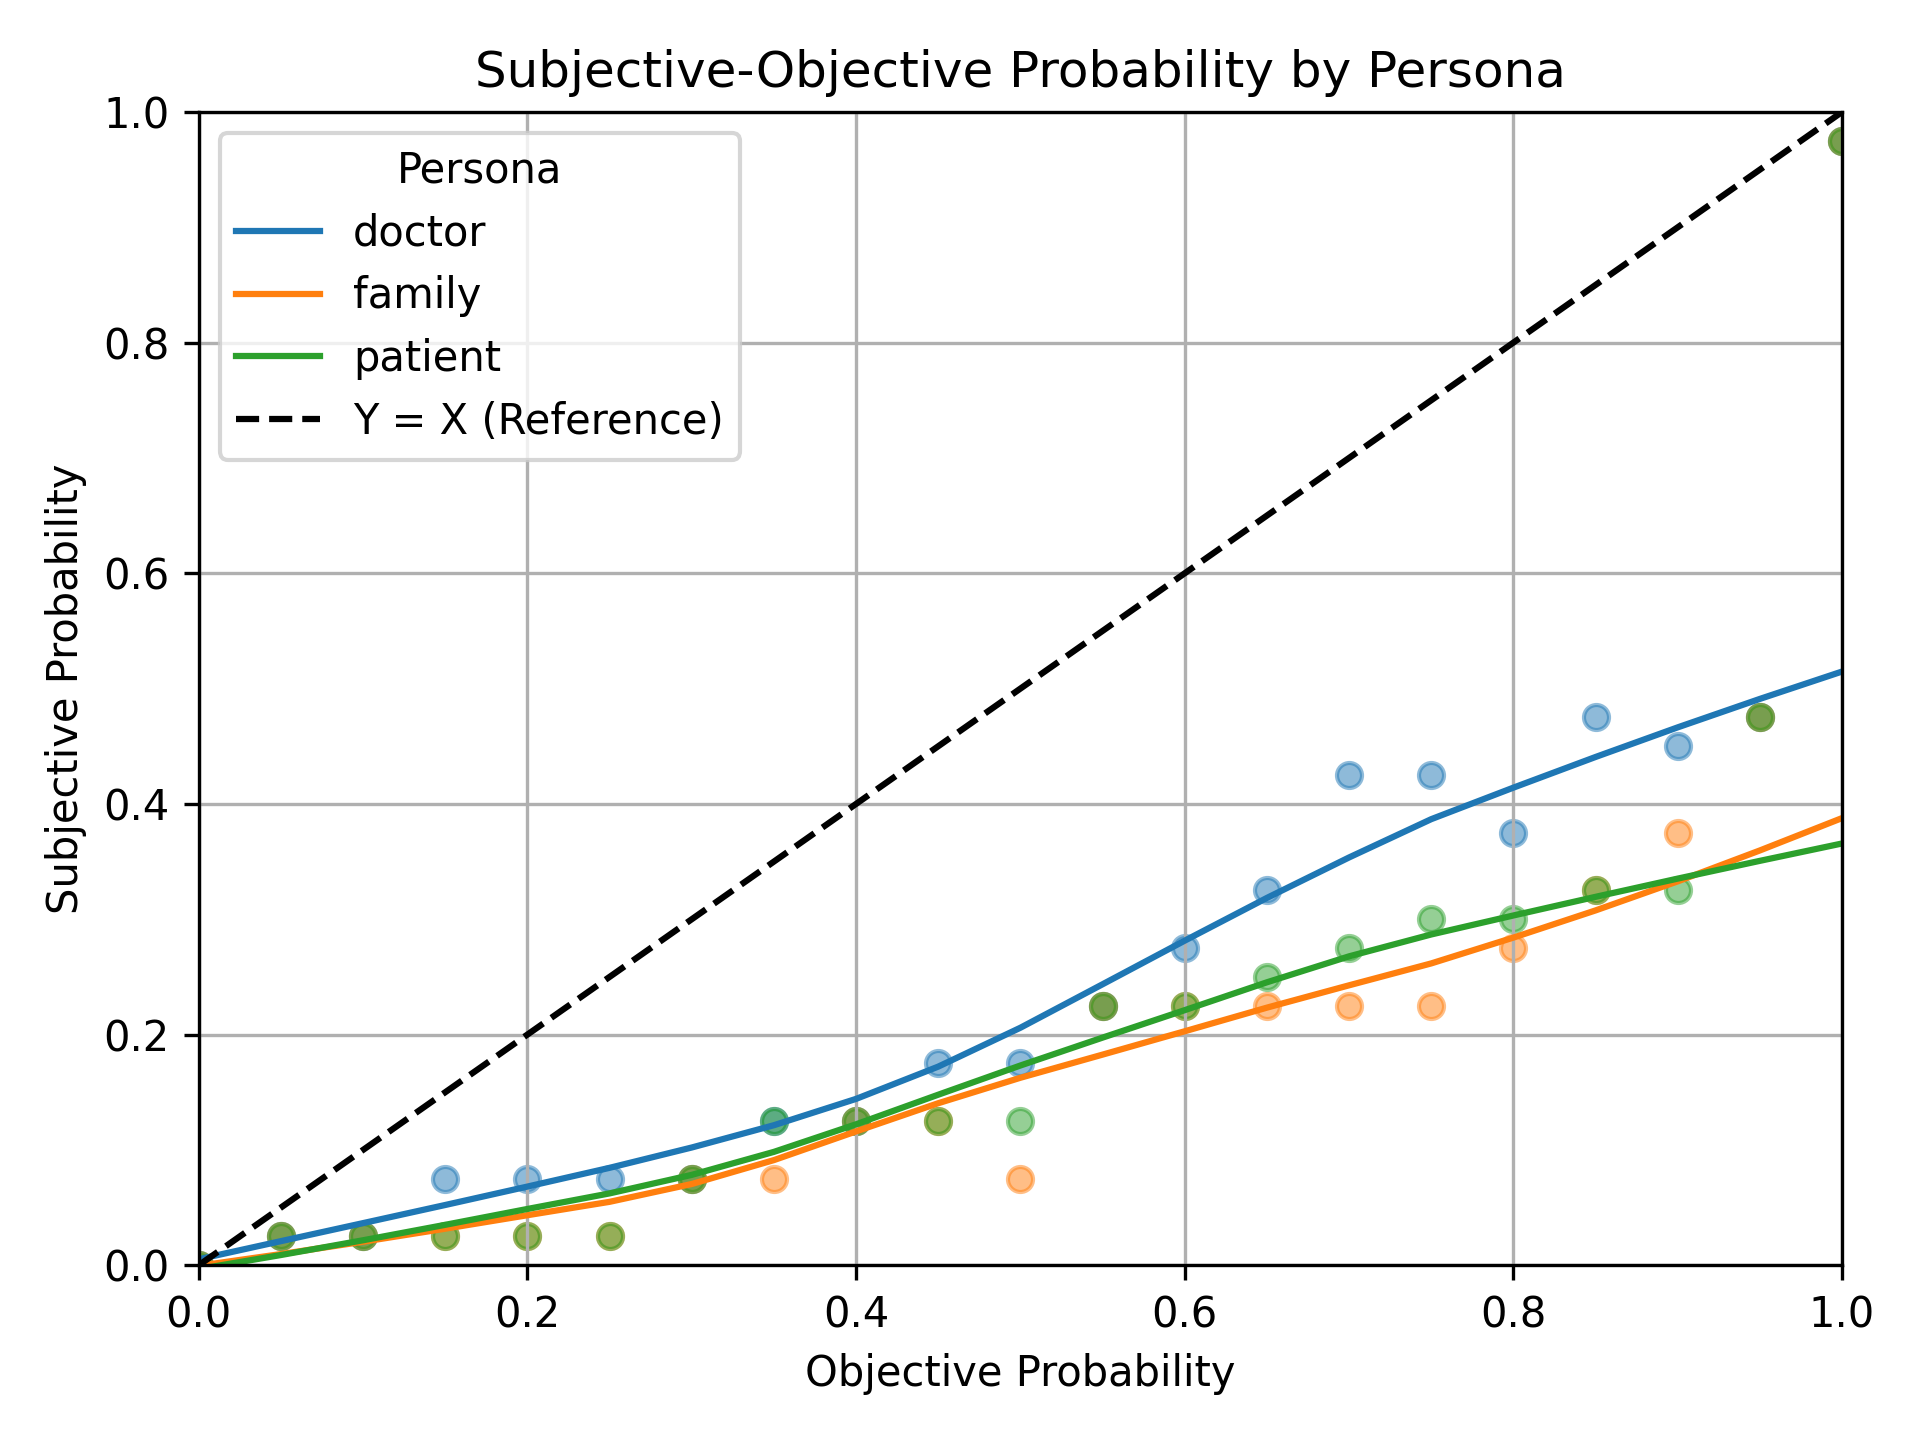 Subjective-Objective Probability by Persona
1.0
0.8
0.6
0.4
0.2
0.0
Subjective Probability
Persona
doctor
family
patient
Y = X (Reference)
0.0 0.2 0.4 0.6 0.8 1.0
Objective Probability